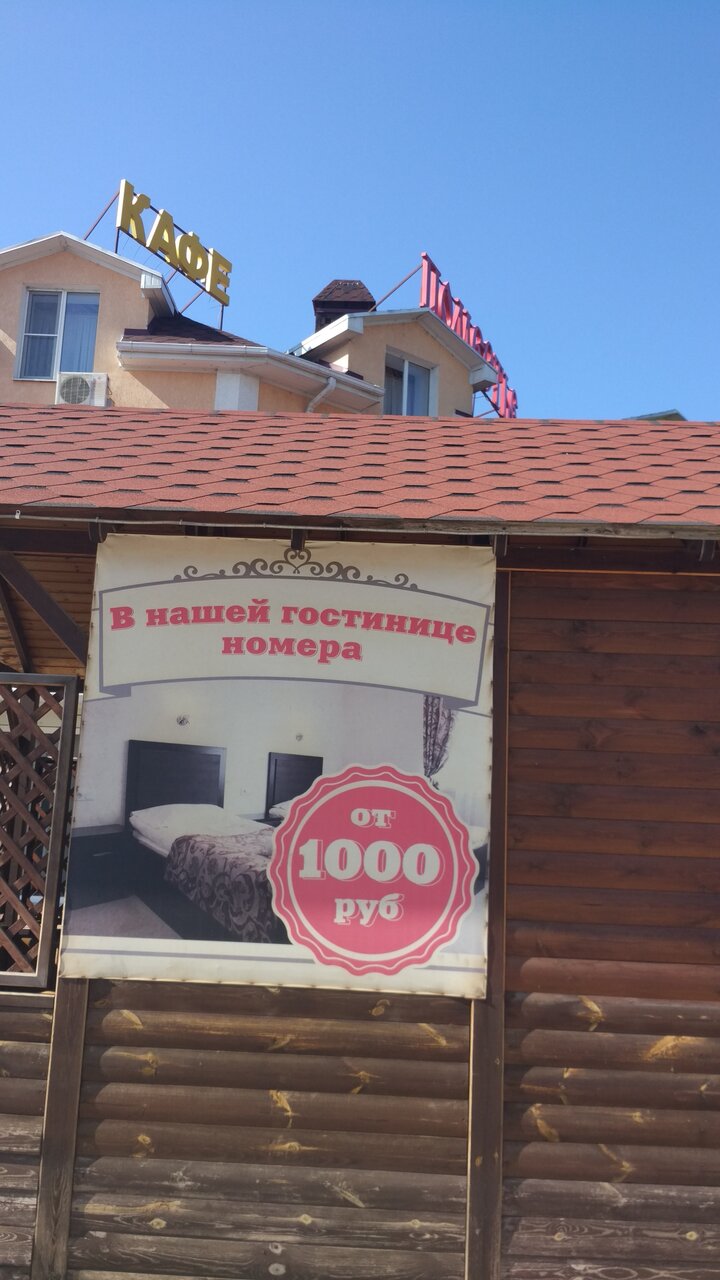 КАФЕ
В нашей гостинице
номера
от
1000
руб